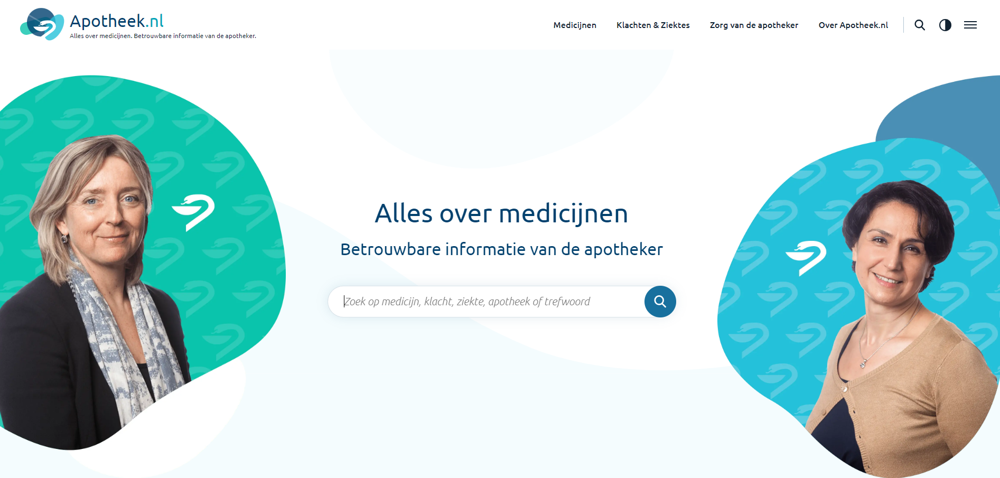 Apotheek.nl
Alles over medicijnen. Betrouwbare informatie van de apotheker.
Medicijnen
Klachten & Ziektes
Zorg van de apotheker
Over Apotheek.nl
Alles over medicijnen
Betrouwbare informatie van de apotheker
Zoek op medicijn, klacht, ziekte, apotheek of trefwoord